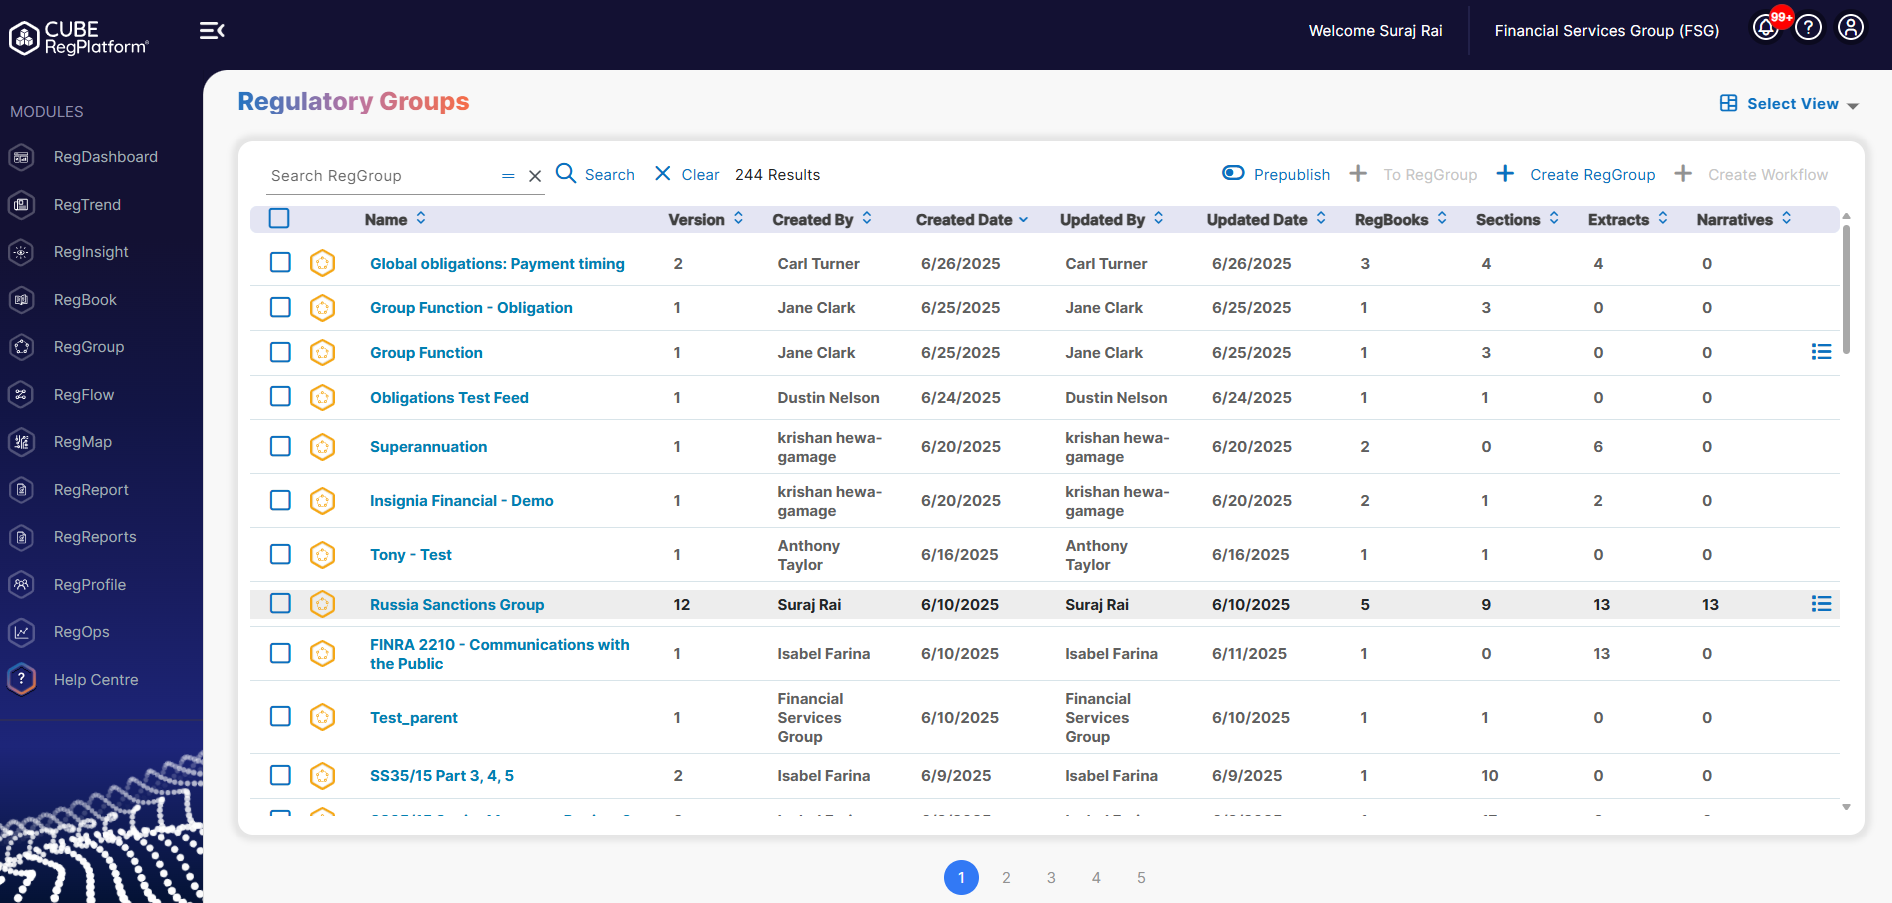 CUBE
RegPlatform
Welcome Suraj Rai
Financial Services Group (FSG)
99+
MODULES
RegDashboard
RegTrend
RegInsight
RegBook
RegGroup
RegFlow
RegMap
RegReport
RegReports
RegProfile
RegOps
Help Centre
Regulatory Groups
Select View
Search RegGroup
Search
Clear
244 Results
Prepublish
To RegGroup
Create RegGroup
Create Workflow
Name Version Created By Created Date Updated By Updated Date RegBooks Sections Extracts Narratives
Global obligations: Payment timing 2 Carl Turner 6/26/2025 Carl Turner 6/26/2025 3 4 4 0
Group Function - Obligation 1 Jane Clark 6/25/2025 Jane Clark 6/25/2025 1 3 0 0
Group Function 1 Jane Clark 6/25/2025 Jane Clark 6/25/2025 1 3 0 0
Obligations Test Feed 1 Dustin Nelson 6/24/2025 Dustin Nelson 6/24/2025 1 1 0 0
Superannuation 1 krishan hewa-gamage 6/20/2025 krishan hewa-gamage 6/20/2025 2 0 6 0
Insignia Financial - Demo 1 krishan hewa-gamage 6/20/2025 krishan hewa-gamage 6/20/2025 2 1 2 0
Tony - Test 1 Anthony Taylor 6/16/2025 Anthony Taylor 6/16/2025 1 1 0 0
Russia Sanctions Group 12 Suraj Rai 6/10/2025 Suraj Rai 6/10/2025 5 9 13 13
FINRA 2210 - Communications with the Public 1 Isabel Farina 6/10/2025 Isabel Farina 6/11/2025 1 0 13 0
Test_parent 1 Financial Services Group 6/10/2025 Financial Services Group 6/10/2025 1 1 0 0
SS35/15 Part 3, 4, 5 2 Isabel Farina 6/9/2025 Isabel Farina 6/9/2025 1 10 0 0
1 2 3 4 5